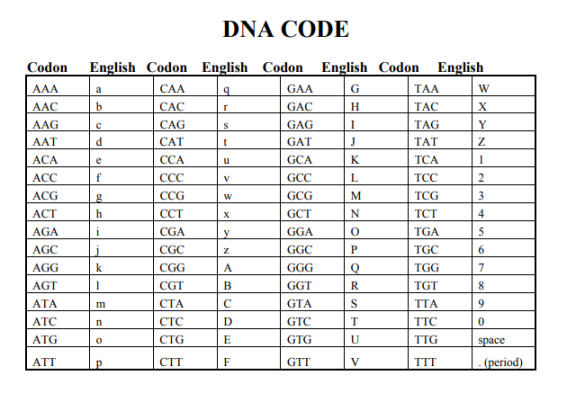 DNA CODE
Codon English Codon English Codon English Codon English
AAA a CAA q GAA G TAA W
AAC b CAC r GAC H TAC X
AAG c CAG s GAG I TAG Y
AAT d CAT t GAT J TAT Z
ACA e CCA u GCA K TCA 1
ACC f CCC v GCC L TCC 2
ACG g CCG w GCG M TCG 3
ACT h CCT x GCT N TCT 4
AGA i CGA y GGA O TGA 5
AGC j CGC z GGC P TGC 6
AGG k CGG A GGG Q TGG 7
AGT l CGT B GGT R TGT 8
ATA m CTA C GTA S TTA 9
ATC n CTC D GTC T TTC 0
ATG o CTG E GTG U TTG space
ATT p CTT F GTT V TTT . (period)